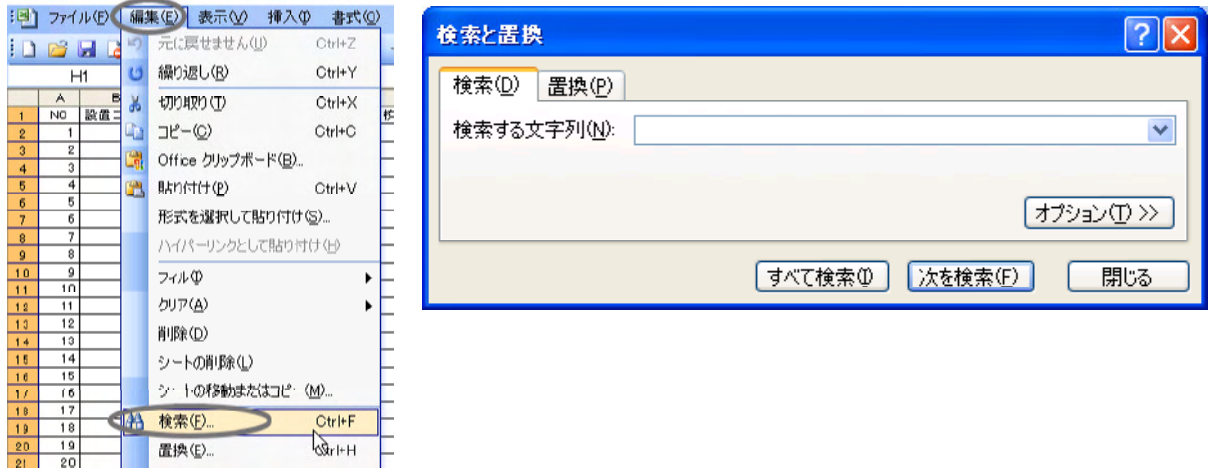 ファイル(F) 編集(E) 表示(V) 挿入(I) 書式(O)
元に戻せません(U) Ctrl+Z
H1
繰り返し(R) Ctrl+Y
切り取り(T) Ctrl+X
コピー(C) Ctrl+C
Office クリップボード(B)...
貼り付け(P) Ctrl+V
形式を選択して貼り付け(S)...
ハイパーリンクとして貼り付け(H)
フィル(I)
クリア(A)
削除(D)
シートの削除(L)
シートの移動またはコピー(M)...
検索(F)... Ctrl+F
置換(E)... Ctrl+H
A B
1 NO 設置
2 1
3 2
4 3
5 4
6 5
7 6
8 7
9 8
10 9
11 10
12 11
13 12
14 13
15 14
16 15
17 16
18 17
19 18
20 19
21 20
検索と置換
検索(D) 置換(P)
検索する文字列(N):
オプション(T) >>
すべて検索(I) 次を検索(F) 閉じる